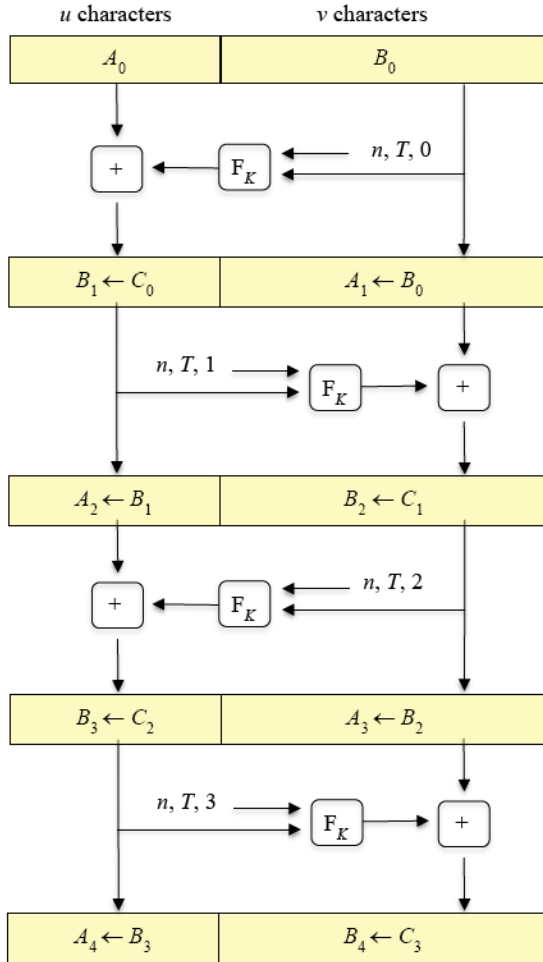 u characters v characters
A0 B0
n, T, 0
+ FK
B1 ← C0 A1 ← B0
n, T, 1
FK +
A2 ← B1 B2 ← C1
n, T, 2
+ FK
B3 ← C2 A3 ← B2
n, T, 3
FK +
A4 ← B3 B4 ← C3